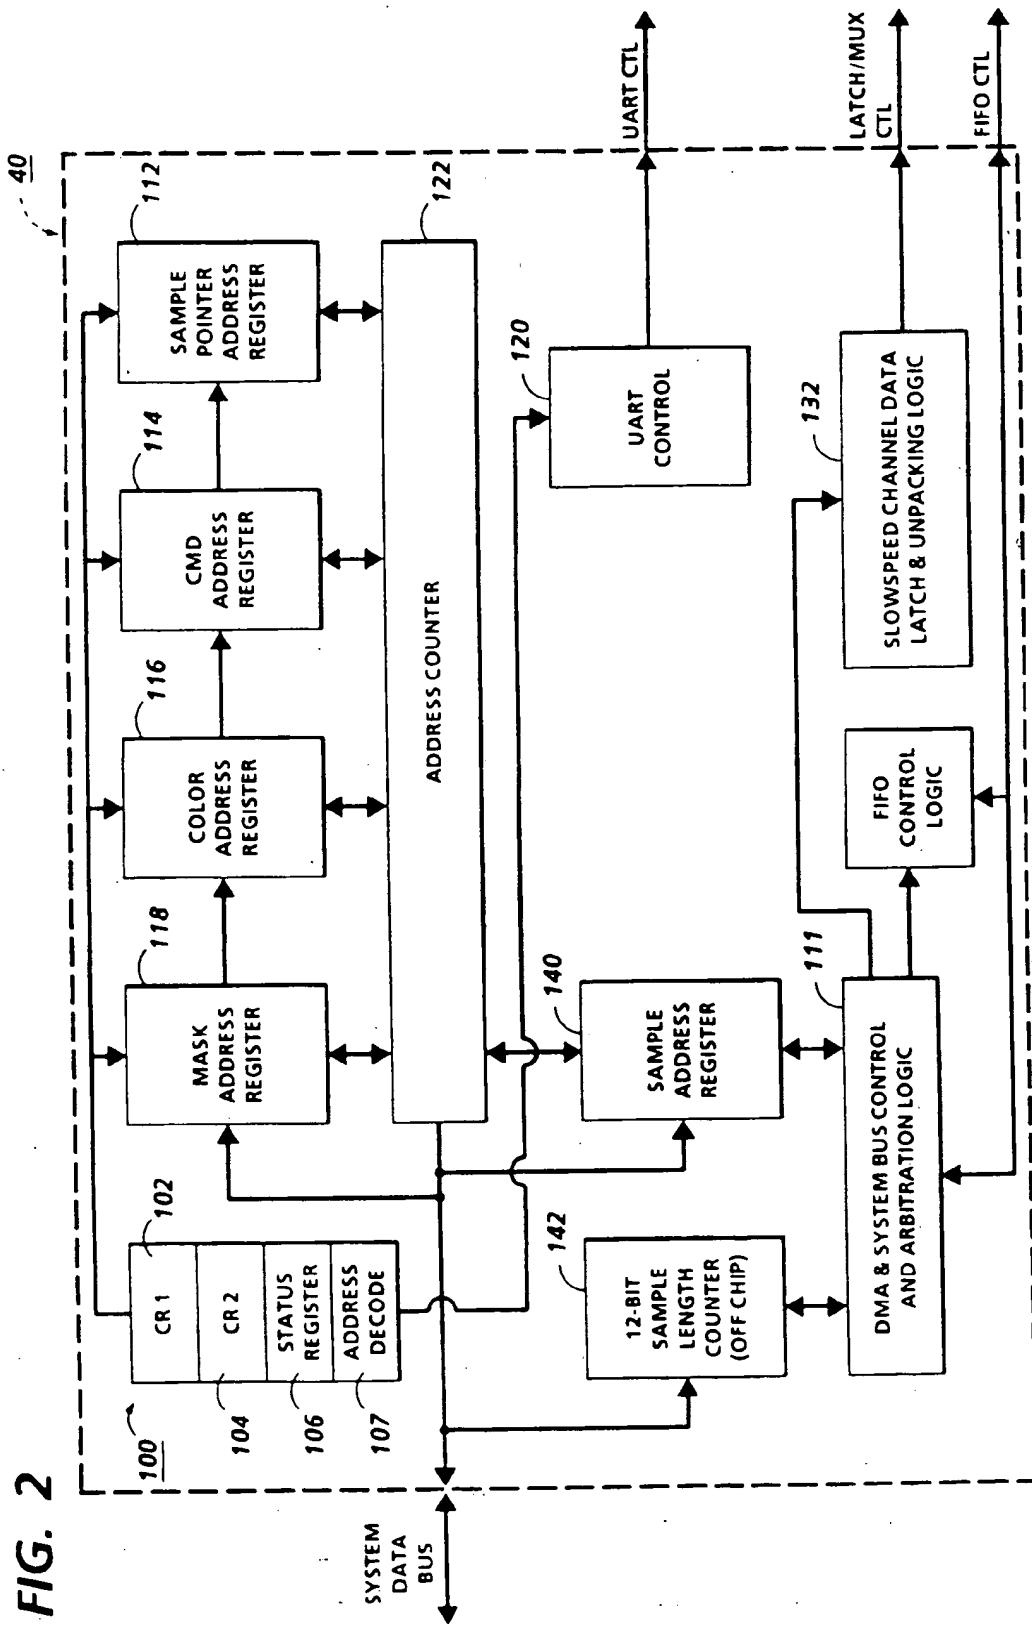 FIG. 2
40
100
CR 1
102
CR 2
104
STATUS
REGISTER
106
ADDRESS
DECODE
107
MASK
ADDRESS
REGISTER
118
COLOR
ADDRESS
REGISTER
116
CMD
ADDRESS
REGISTER
114
SAMPLE
POINTER
ADDRESS
REGISTER
112
ADDRESS COUNTER
122
SYSTEM
DATA
BUS
12-BIT
SAMPLE
LENGTH
COUNTER
(OFF CHIP)
142
SAMPLE
ADDRESS
REGISTER
140
UART
CONTROL
120
UART CTL
DMA & SYSTEM BUS CONTROL
AND ARBITRATION LOGIC
111
FIFO
CONTROL
LOGIC
SLOWSPEED CHANNEL DATA
LATCH & UNPACKING LOGIC
132
LATCH/MUX
CTL
FIFO CTL